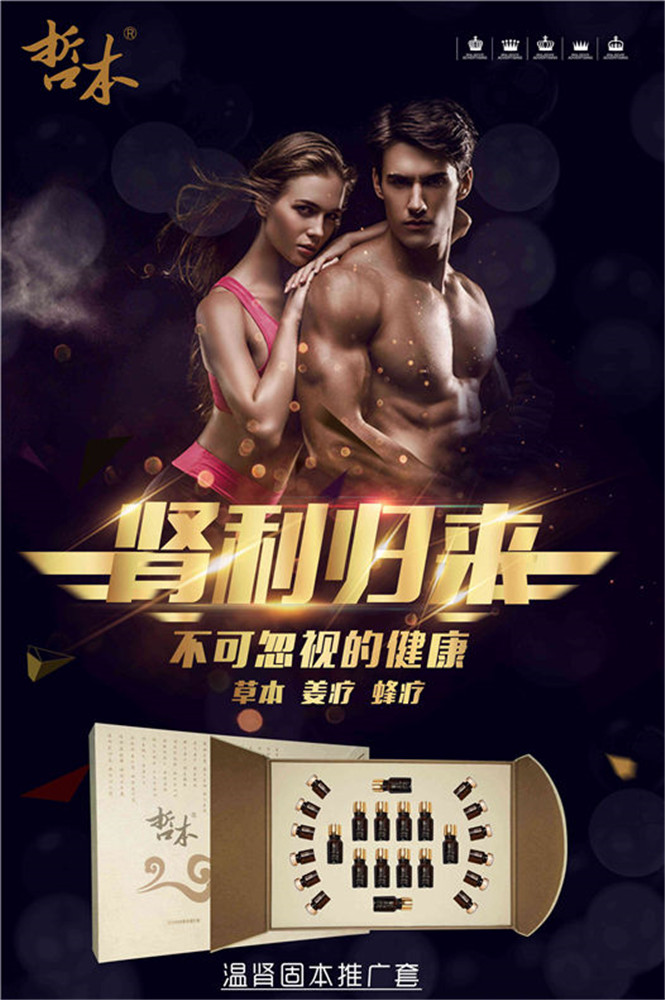 哲本®
肾利归来
不可忽视的健康
草本 姜疗 蜂疗
哲本®
温肾固本推广套